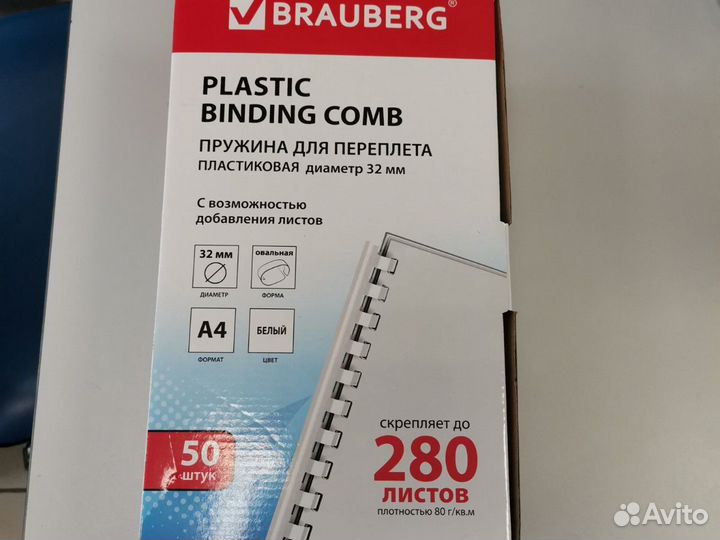 BRAUBERG®
PLASTIC
BINDING COMB
ПРУЖИНА ДЛЯ ПЕРЕПЛЕТА
ПЛАСТИКОВАЯ диаметр 32 мм
С возможностью
добавления листов
32 мм
ДИАМЕТР
овальная
ФОРМА
А4
ФОРМАТ
БЕЛЫЙ
ЦВЕТ
50
штук
скрепляет до
280
ЛИСТОВ
плотностью 80 г/кв.м
Avito